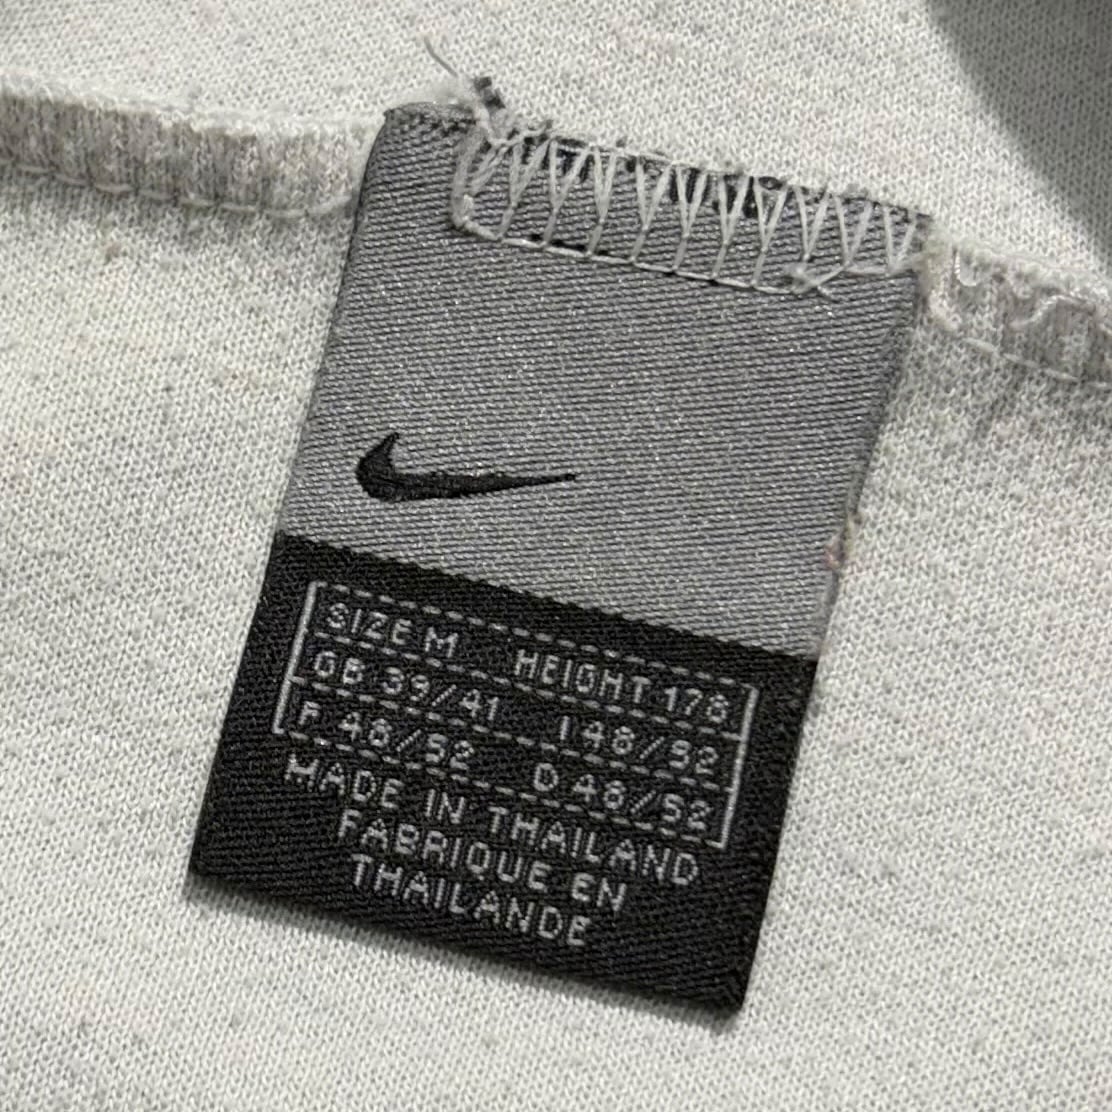 SIZE M HEIGHT 178
GB 39/41 I 48/52
F 48/52 D 48/52
MADE IN THAILAND
FABRIQUE EN
THAILANDE